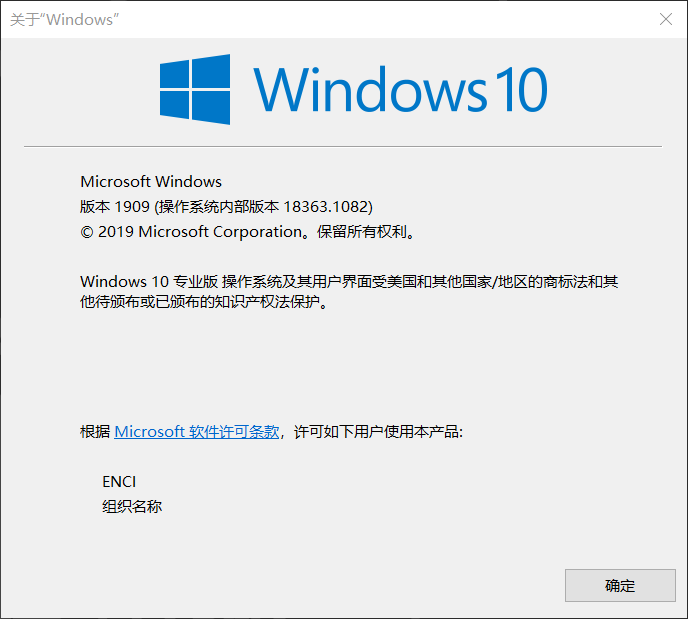 关于“Windows”
Windows 10
Microsoft Windows
版本 1909 (操作系统内部版本 18363.1082)
© 2019 Microsoft Corporation。保留所有权利。
Windows 10 专业版 操作系统及其用户界面受美国和其他国家/地区的商标法和其
他待颁布或已颁布的知识产权法保护。
根据 Microsoft 软件许可条款，许可如下用户使用本产品:
ENCI
组织名称
确定